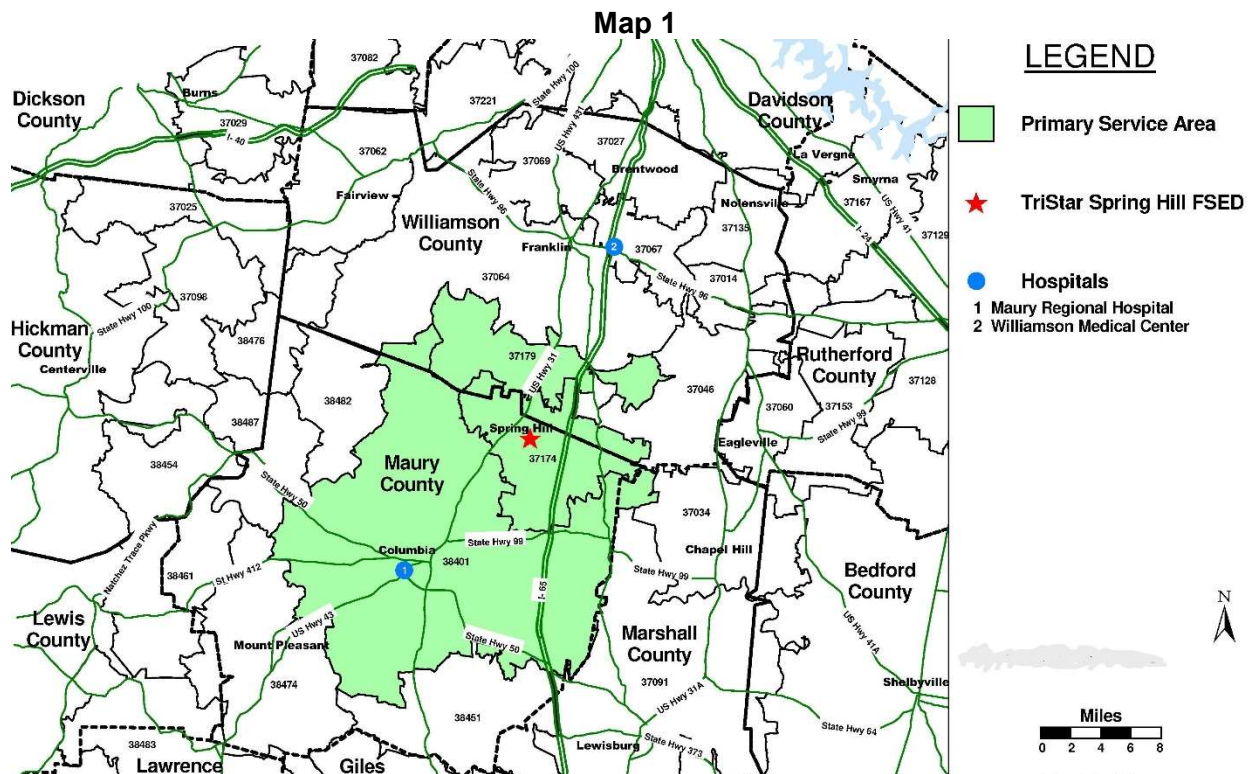 Map 1
LEGEND
Primary Service Area
TriStar Spring Hill FSED
Hospitals
1 Maury Regional Hospital
2 Williamson Medical Center
N
Miles
0 2 4 6 8
37082
Burns
Dickson
County
37029
I- 40
37221
State Hwy 100
US Hwy 431
37027
Davidson
County
37062
37069
Brentwood
La Vergne
Smyrna
Fairview
State Hwy 96
37167
US Hwy 41
37025
Nolensville
Williamson
County
Franklin
2
37067
37135
I- 24
37129
37064
37014
State Hwy 96
37098
State Hwy 100
Hickman
County
Centerville
38476
37179
US Hwy 31
Rutherford
County
37046
37128
38482
37060
37153
State Hwy 99
38487
Spring Hill
Eagleville
38454
37174
Maury
County
State Hwy 50
37034
Natchez Trace Pkwy
State Hwy 99
Columbia
Chapel Hill
38401
1
State Hwy 99
38461
St Hwy 412
Bedford
County
I- 65
Lewis
County
US Hwy 43
Mount Pleasant
State Hwy 50
Marshall
County
US Hwy 41A
38474
37091
Shelbyville
US Hwy 31A
38451
State Hwy 64
38483
Lewisburg
State Hwy 373
Lawrence
Giles